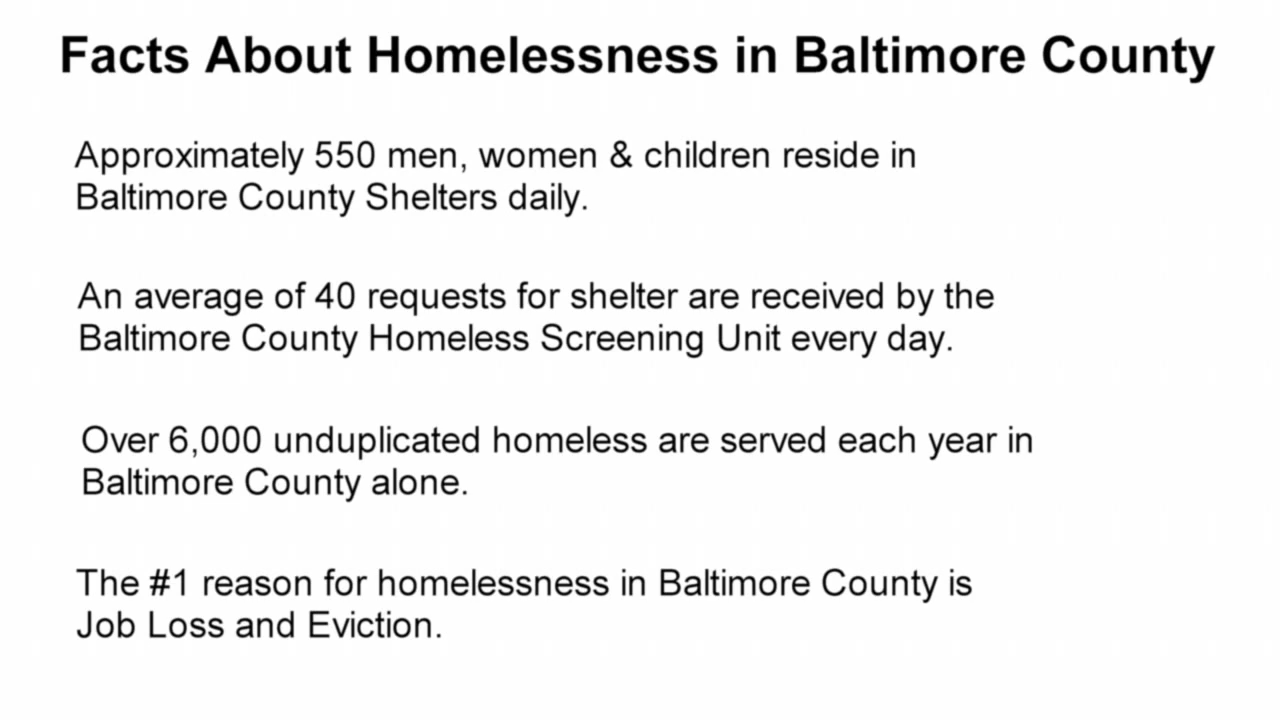 Facts About Homelessness in Baltimore County
Approximately 550 men, women & children reside in
Baltimore County Shelters daily.
An average of 40 requests for shelter are received by the
Baltimore County Homeless Screening Unit every day.
Over 6,000 unduplicated homeless are served each year in
Baltimore County alone.
The #1 reason for homelessness in Baltimore County is
Job Loss and Eviction.